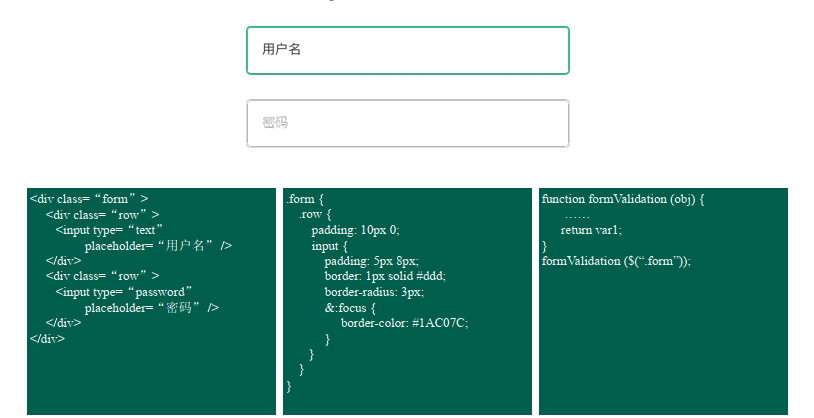 用户名
密码
<div class=“form”>
<div class=“row”>
<input type=“text”
placeholder=“用户名” />
</div>
<div class=“row”>
<input type=“password”
placeholder=“密码” />
</div>
</div>
.form {
.row {
padding: 10px 0;
input {
padding: 5px 8px;
border: 1px solid #ddd;
border-radius: 3px;
&:focus {
border-color: #1AC07C;
}
}
}
}
function formValidation (obj) {
……
return var1;
}
formValidation ($(“.form”));